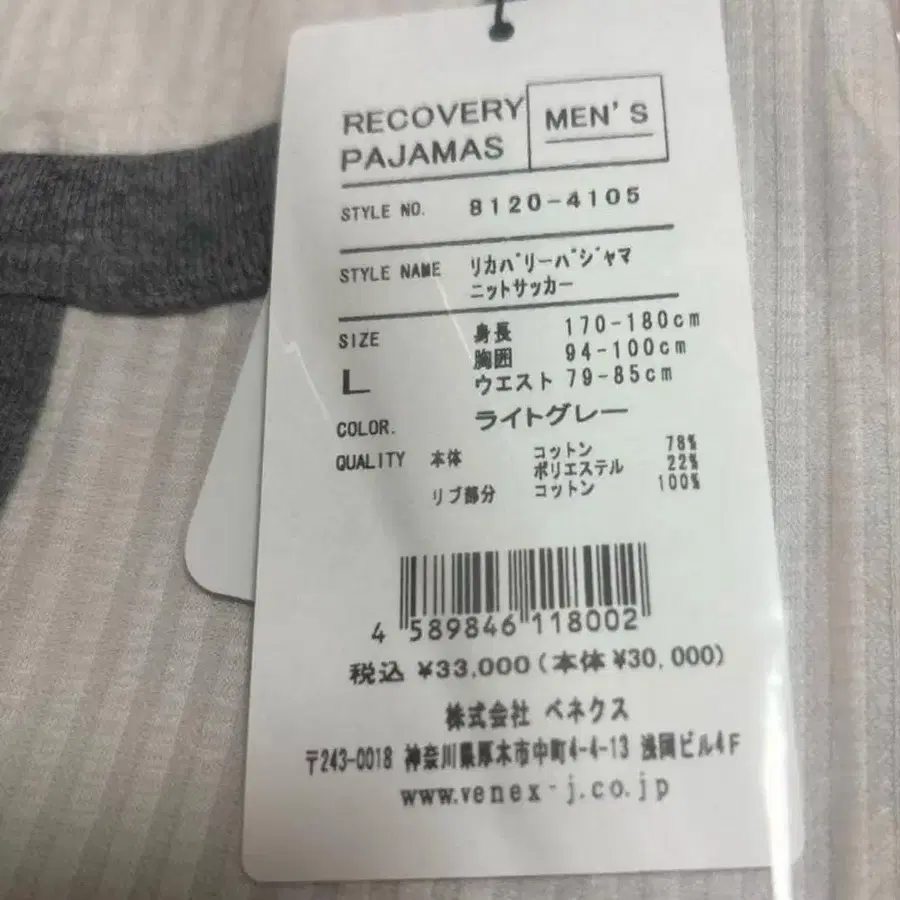 RECOVERY PAJAMAS
MEN'S
STYLE NO. 8120-4105
STYLE NAME ﾘｶﾊﾞﾘｰﾊﾟｼﾞｬﾏ
ﾆｯﾄｻｯｶｰ
SIZE 身長 170-180cm
L 胸囲 94-100cm
ウエスト 79-85cm
COLOR. ライトグレー
QUALITY 本体 コットン 78%
ポリエステル 22%
リブ部分 コットン 100%
4 589846 118002
税込 ¥33,000(本体 ¥30,000)
株式会社 ベネクス
〒243-0018 神奈川県厚木市中町4-4-13 浅岡ビル4F
www.venex-j.co.jp